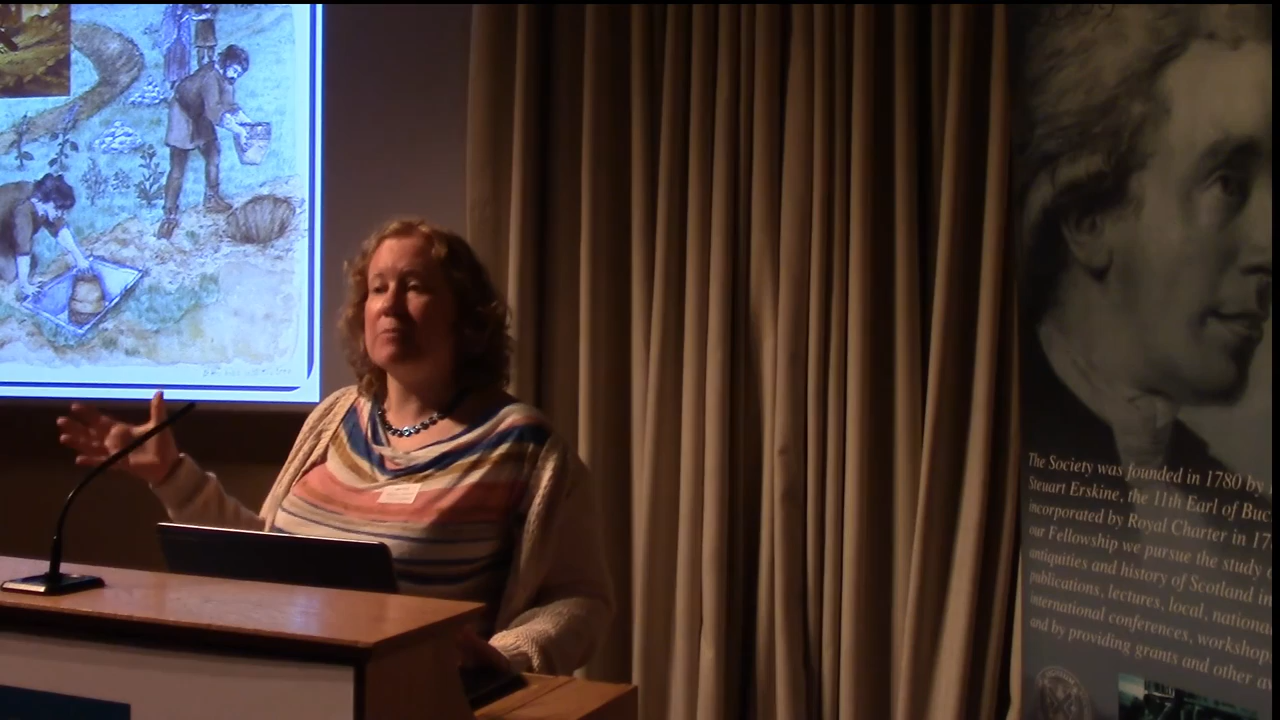 The Society was founded in 1780 by
Steuart Erskine, the 11th Earl of Buc
incorporated by Royal Charter in 17
our Fellowship we pursue the study
antiquities and history of Scotland
publications, lectures, local, national
international conferences, workshop
and by providing grants and other